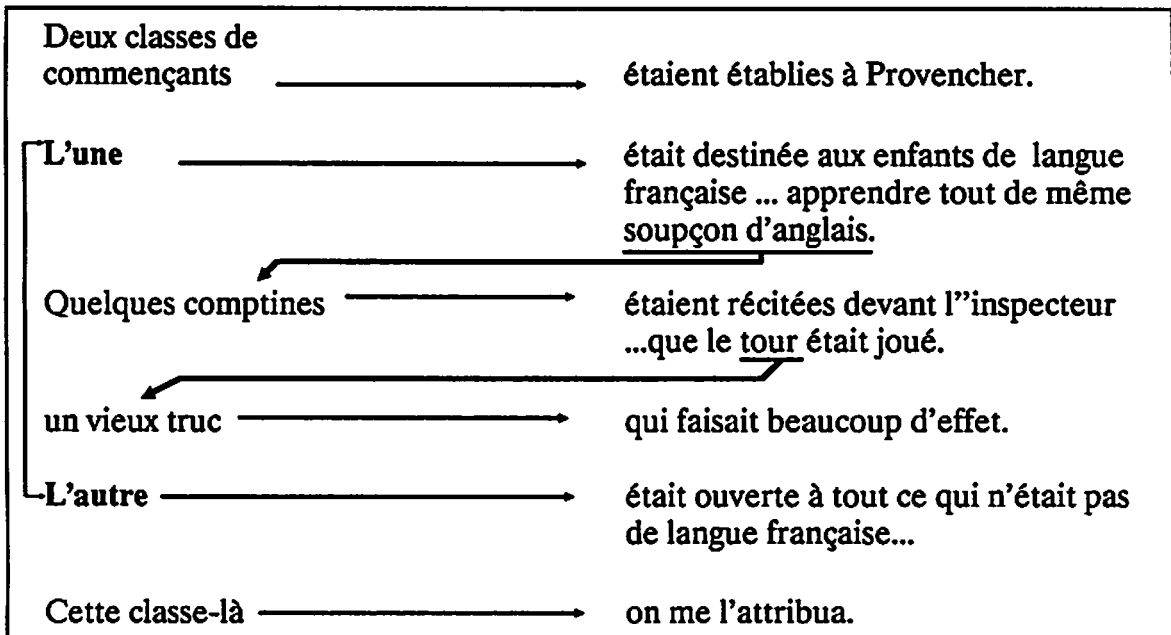 Deux classes de
commençants
étaient établies à Provencher.
L'une
était destinée aux enfants de langue
française ... apprendre tout de même
soupçon d'anglais.
Quelques comptines
étaient récitées devant l''inspecteur
...que le tour était joué.
un vieux truc
qui faisait beaucoup d'effet.
L'autre
était ouverte à tout ce qui n'était pas
de langue française...
Cette classe-là
on me l'attribua.